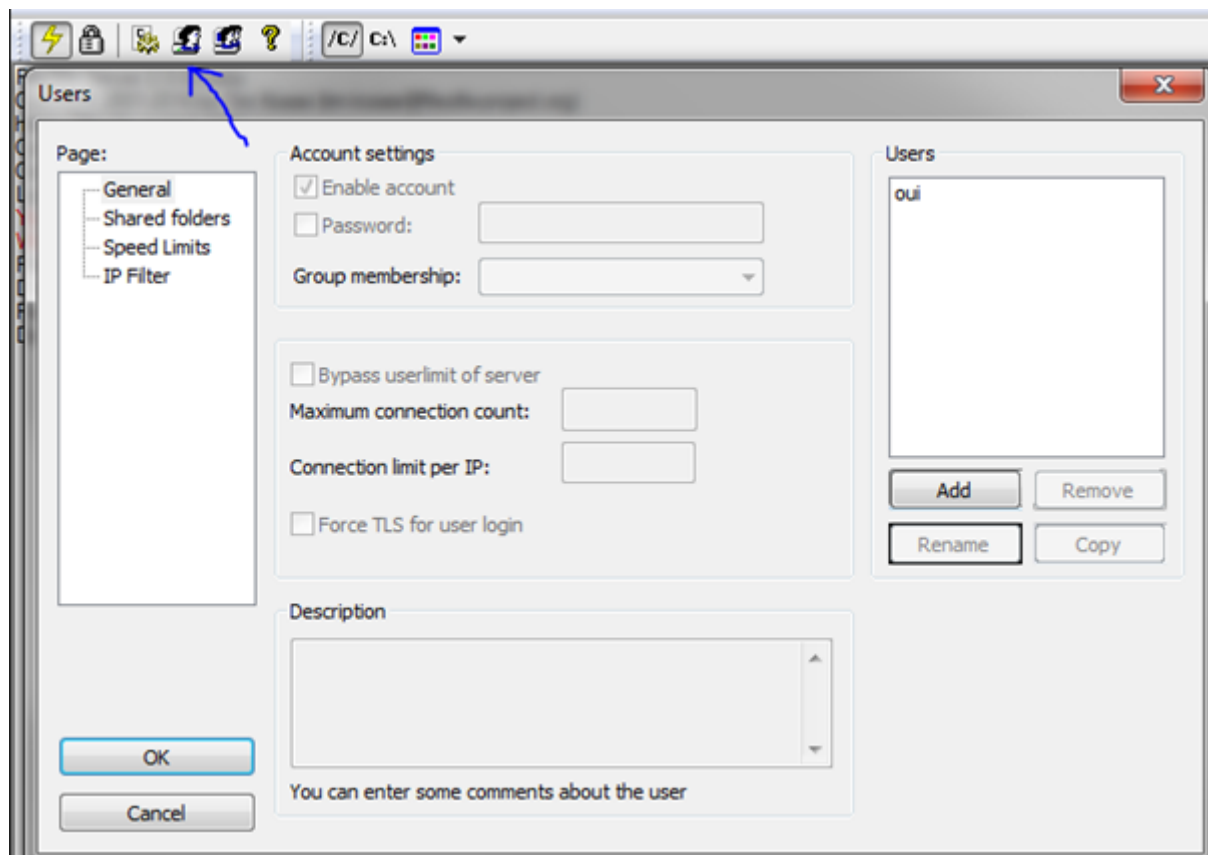 /C/ C:\
Users
Page:
General
Shared folders
Speed Limits
IP Filter
OK
Cancel
Account settings
Enable account
Password:
Group membership:
Bypass userlimit of server
Maximum connection count:
Connection limit per IP:
Force TLS for user login
Description
You can enter some comments about the user
Users
oui
Add Remove
Rename Copy